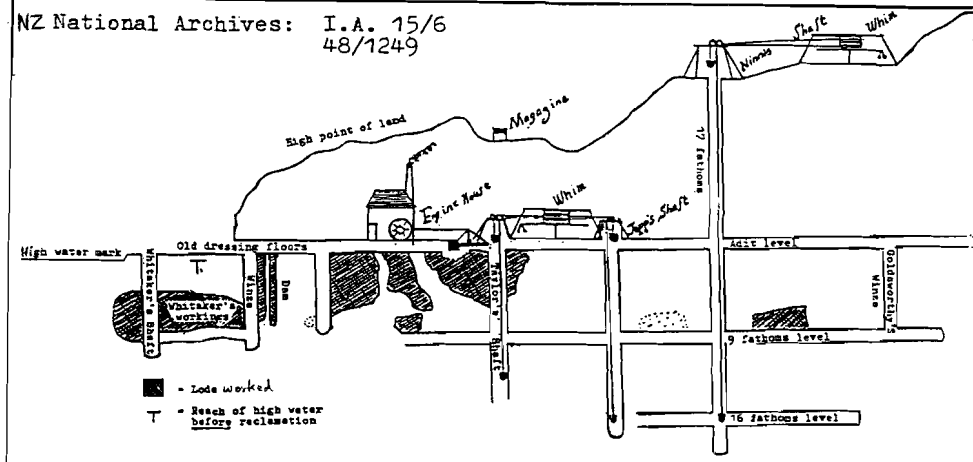 NZ National Archives: I.A. 15/6
48/1249
Shaft
Whim
Ninnis
Magazine
High point of land
17 fathoms
Engine House
Whim
Jepp's Shaft
High water mark
Old dressing floors
Adit level
Whitaker's Shaft
T
Winze
Dam
Taylor's Shaft
Goldsworthy's
Winze
Whitaker's
workings
9 fathoms level
- Lode worked
T - Reach of high water
before reclamation
16 fathoms level